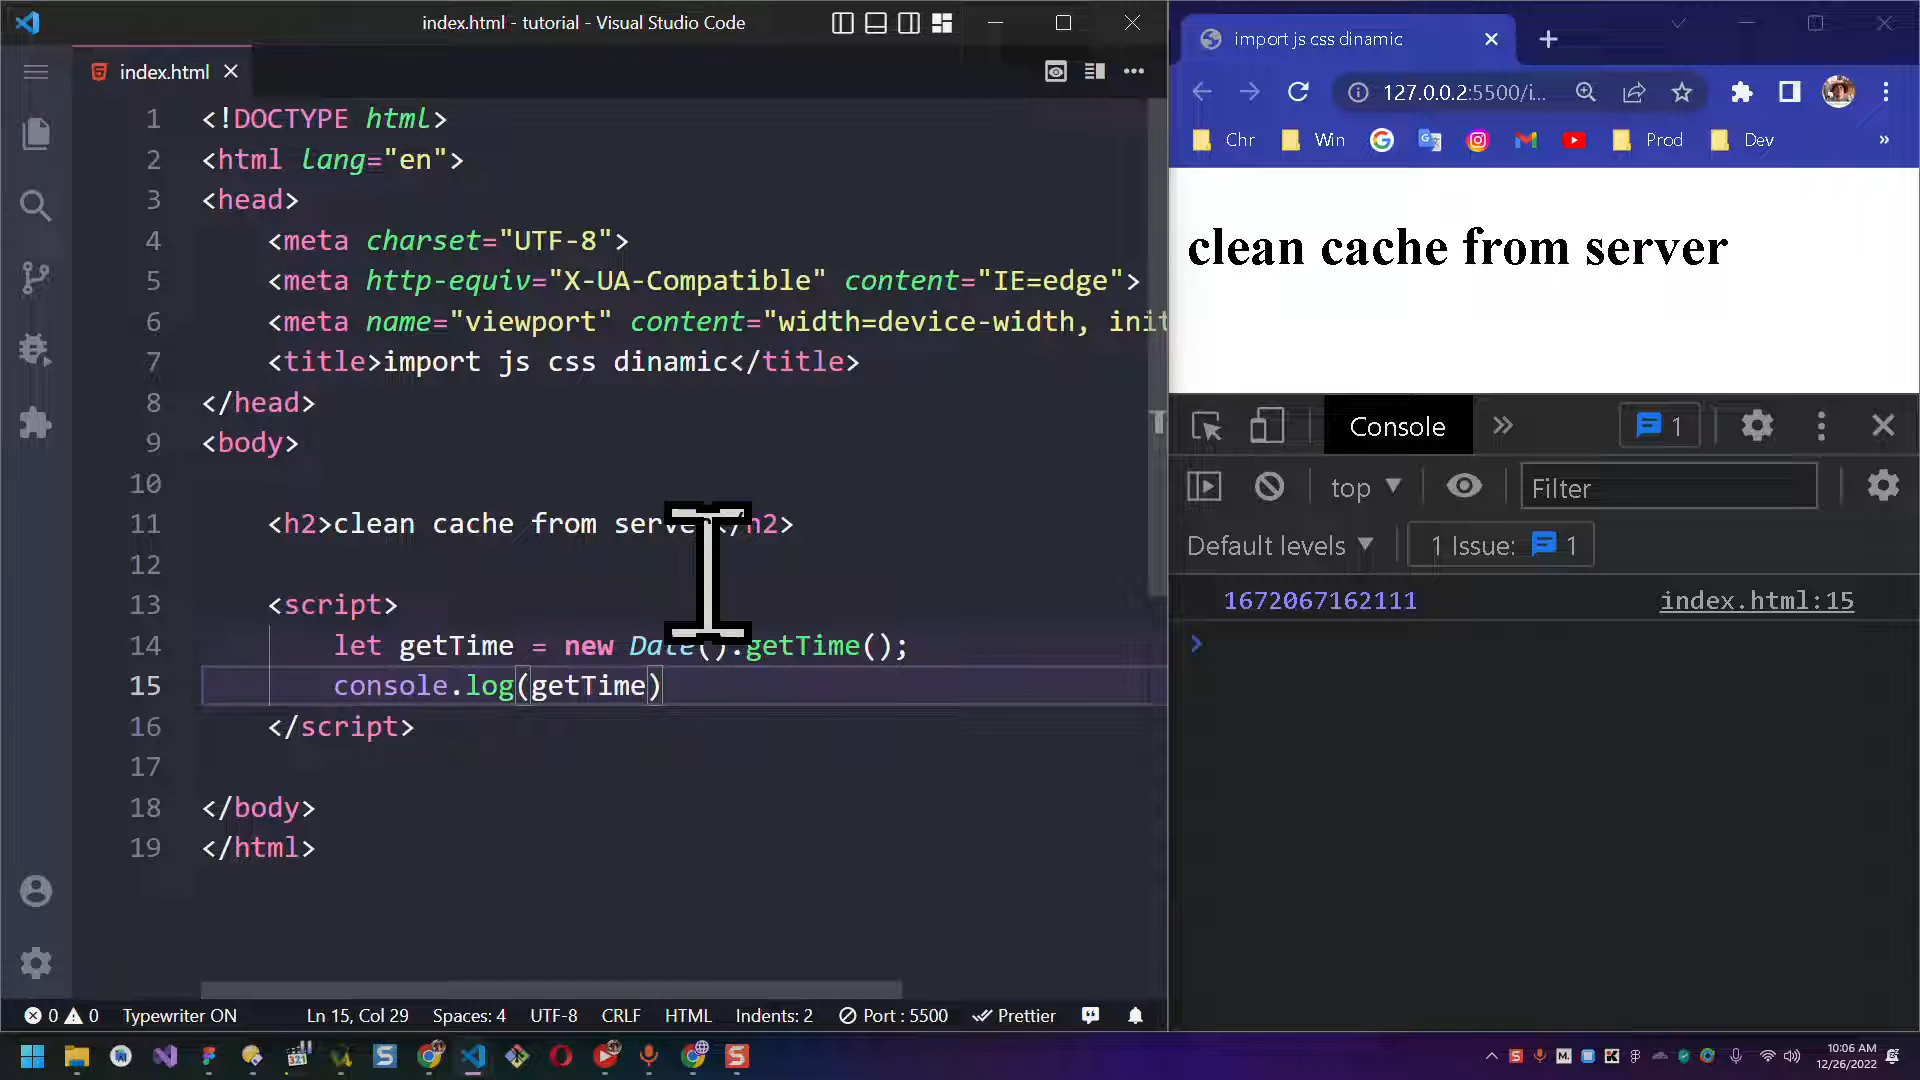 index.html - tutorial - Visual Studio Code
index.html
1 <!DOCTYPE html>
2 <html lang="en">
3 <head>
4 <meta charset="UTF-8">
5 <meta http-equiv="X-UA-Compatible" content="IE=edge">
6 <meta name="viewport" content="width=device-width, init
7 <title>import js css dinamic</title>
8 </head>
9 <body>
10
11 <h2>clean cache from server</h2>
12
13 <script>
14 let getTime = new Date().getTime();
15 console.log(getTime)
16 </script>
17
18 </body>
19 </html>
0 0 Typewriter ON Ln 15, Col 29 Spaces: 4 UTF-8 CRLF HTML Indents: 2 Port : 5500 Prettier
import js css dinamic
127.0.0.2:5500/i...
Chr Win Prod Dev »
clean cache from server
Console 1
top Filter
Default levels 1 Issue: 1
1672067162111 index.html:15
321
10:06 AM
12/26/2022